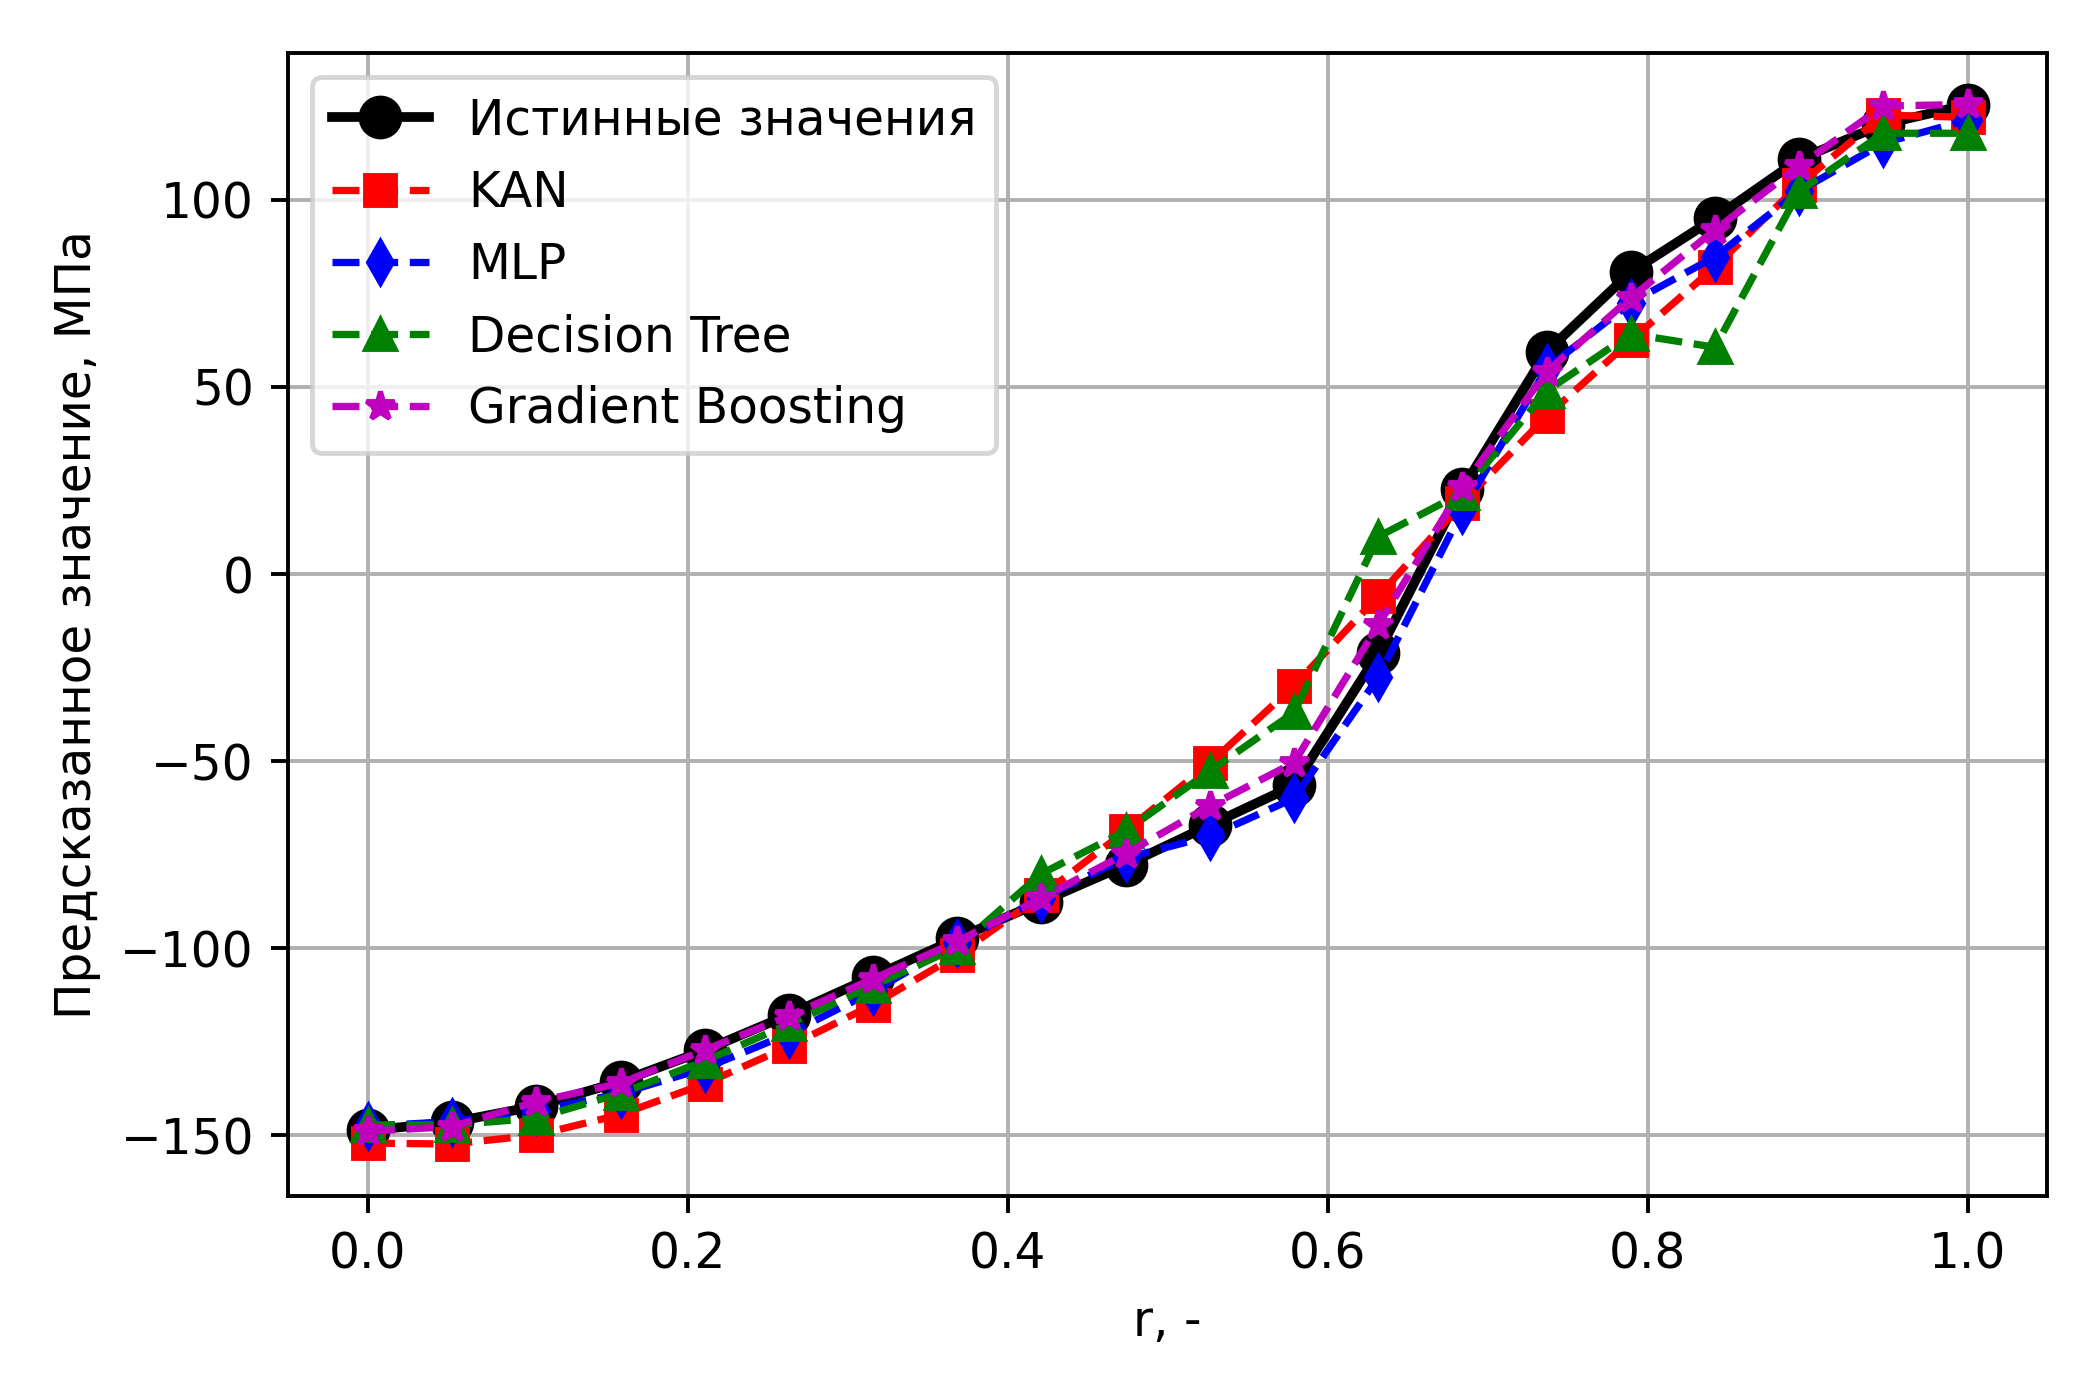 Истинные значения
KAN
MLP
Decision Tree
Gradient Boosting
Предсказанное значение, МПа
100
50
0
−50
−100
−150
0.0 0.2 0.4 0.6 0.8 1.0
r, -